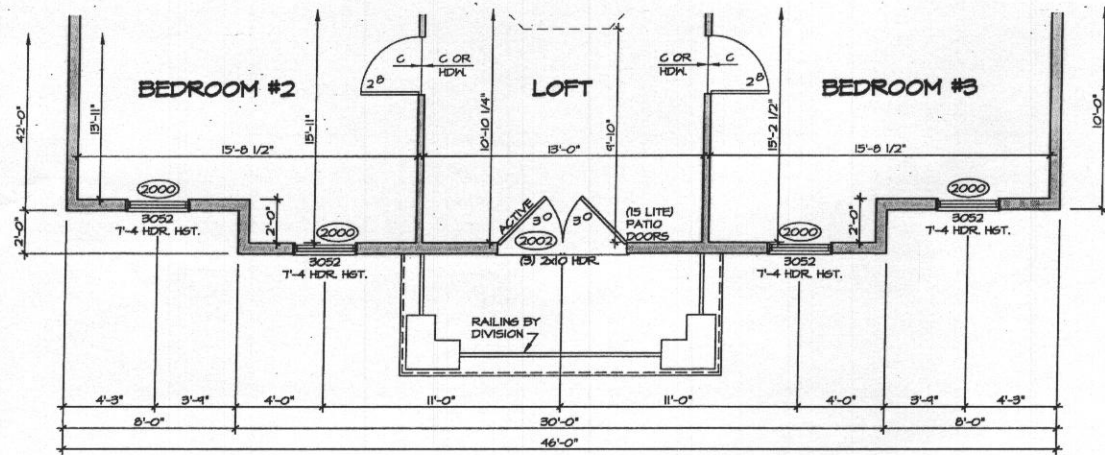 BEDROOM #2
LOFT
BEDROOM #3
C
C OR
HDW.
2⁸
C OR
HDW.
C
2⁸
42'-0"
13'-11"
15'-11"
10'-10 1/4"
9'-10"
15'-2 1/2"
10'-0"
15'-8 1/2"
13'-0"
15'-8 1/2"
2000
3052
7'-4 HDR. HGT.
2'-0"
2'-0"
2000
3052
7'-4 HDR. HGT.
ACTIVE
3⁰
3⁰
2002
(3) 2x10 HDR.
(15 LITE)
PATIO
DOORS
2000
3052
7'-4 HDR. HGT.
2'-0"
2000
3052
7'-4 HDR. HGT.
RAILING BY
DIVISION
4'-3"
3'-9"
4'-0"
11'-0"
11'-0"
4'-0"
3'-9"
4'-3"
8'-0"
30'-0"
8'-0"
46'-0"